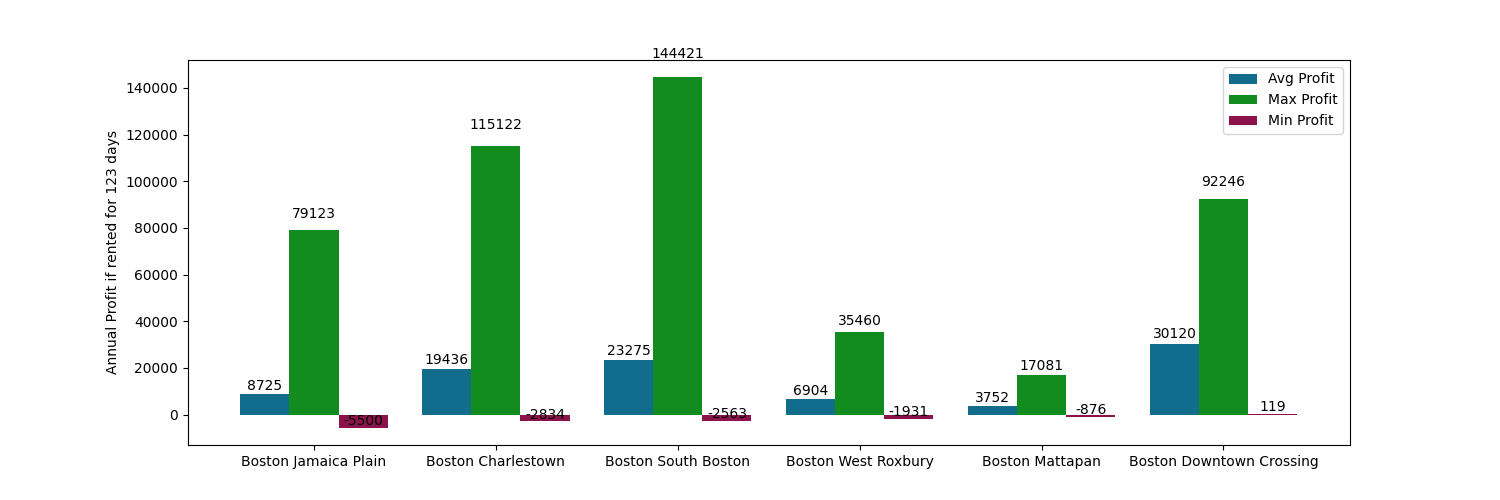 144421
140000
120000
100000
80000
60000
40000
20000
0
Annual Profit if rented for 123 days
Avg Profit
Max Profit
Min Profit
8725
79123
-5500
19436
115122
-2834
23275
-2563
6904
35460
-1931
3752
17081
-876
30120
92246
119
Boston Jamaica Plain
Boston Charlestown
Boston South Boston
Boston West Roxbury
Boston Mattapan
Boston Downtown Crossing